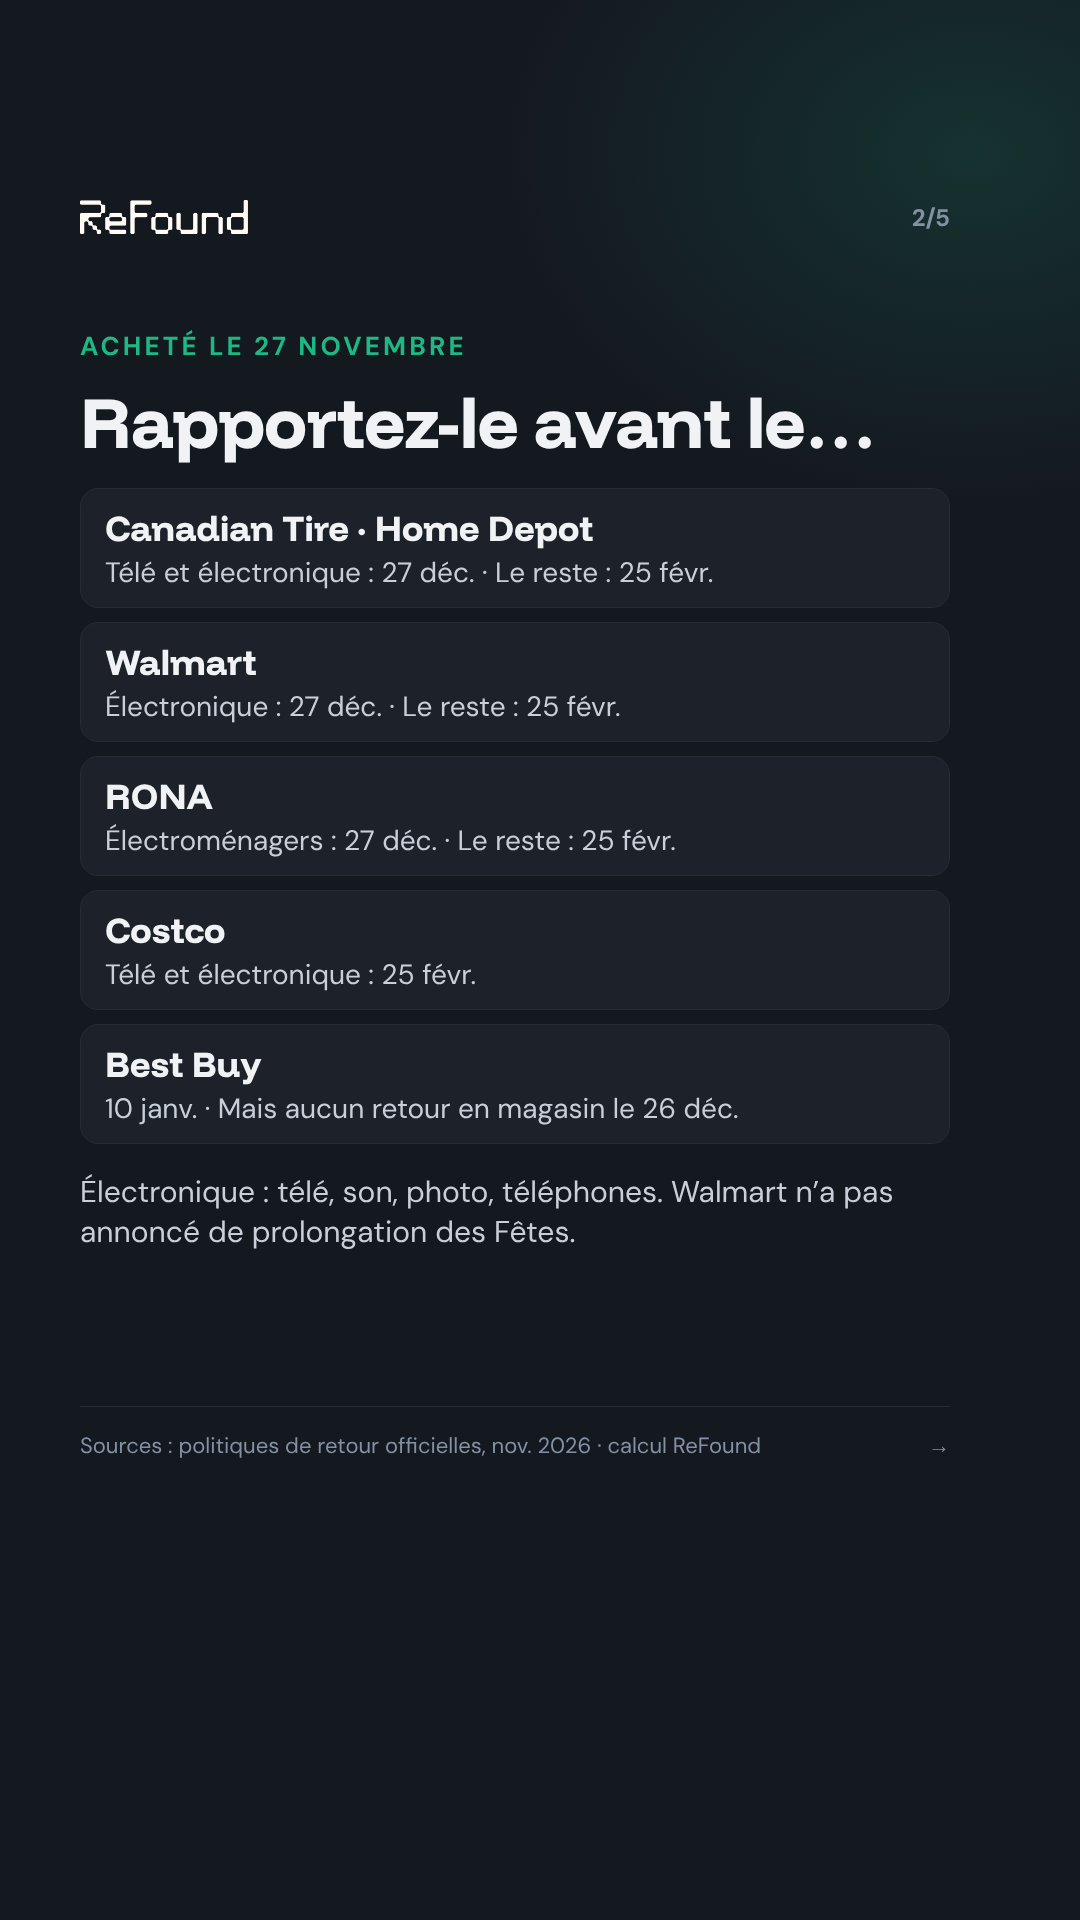 ReFound
2/5
ACHETÉ LE 27 NOVEMBRE
Rapportez-le avant le…
Canadian Tire · Home Depot
Télé et électronique : 27 déc. · Le reste : 25 févr.
Walmart
Électronique : 27 déc. · Le reste : 25 févr.
RONA
Électroménagers : 27 déc. · Le reste : 25 févr.
Costco
Télé et électronique : 25 févr.
Best Buy
10 janv. · Mais aucun retour en magasin le 26 déc.
Électronique : télé, son, photo, téléphones. Walmart n’a pas
annoncé de prolongation des Fêtes.
Sources : politiques de retour officielles, nov. 2026 · calcul ReFound →